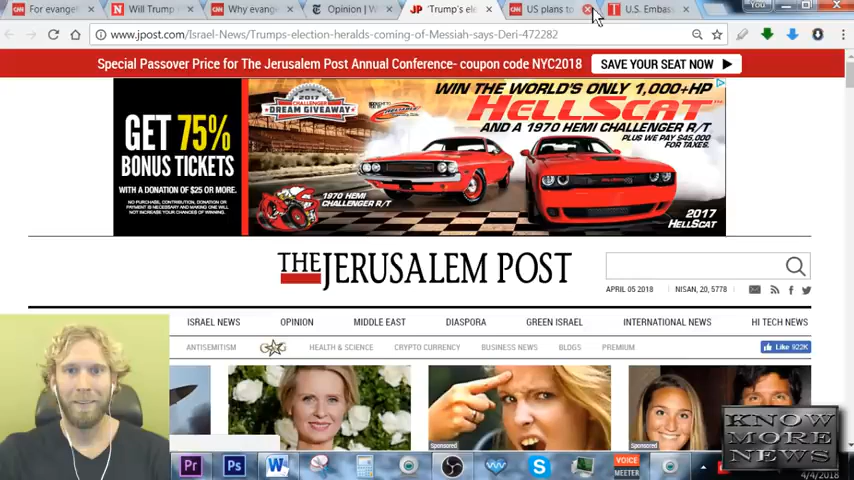 For evangel
Will Trump
Why evange
Opinion | W
JP 'Trump's ele
US plans to
U.S. Embas
You
www.jpost.com/Israel-News/Trumps-election-heralds-coming-of-Messiah-says-Deri-472282
Special Passover Price for The Jerusalem Post Annual Conference- coupon code NYC2018
SAVE YOUR SEAT NOW
GET 75%
BONUS TICKETS
WITH A DONATION OF $25 OR MORE.
2017
CHALLENGER
DREAM GIVEAWAY
WIN THE WORLD'S ONLY 1,000+HP
HELLSCAT
AND A 1970 HEMI CHALLENGER R/T
PLUS WE PAY $45,000
FOR TAXES.
1970 HEMI
CHALLENGER R/T
2017
HELLSCAT
THE JERUSALEM POST
APRIL 05 2018
NISAN, 20, 5778
ISRAEL NEWS
OPINION
MIDDLE EAST
DIASPORA
GREEN ISRAEL
INTERNATIONAL NEWS
HI TECH NEWS
ANTISEMITISM
HEALTH & SCIENCE
CRYPTO CURRENCY
BUSINESS NEWS
BLOGS
PREMIUM
Like 922K
Sponsored
Sponsored
KNOW
MORE
NEWS
Pr
Ps
W
S
VOICE
MEETER
4/4/2018